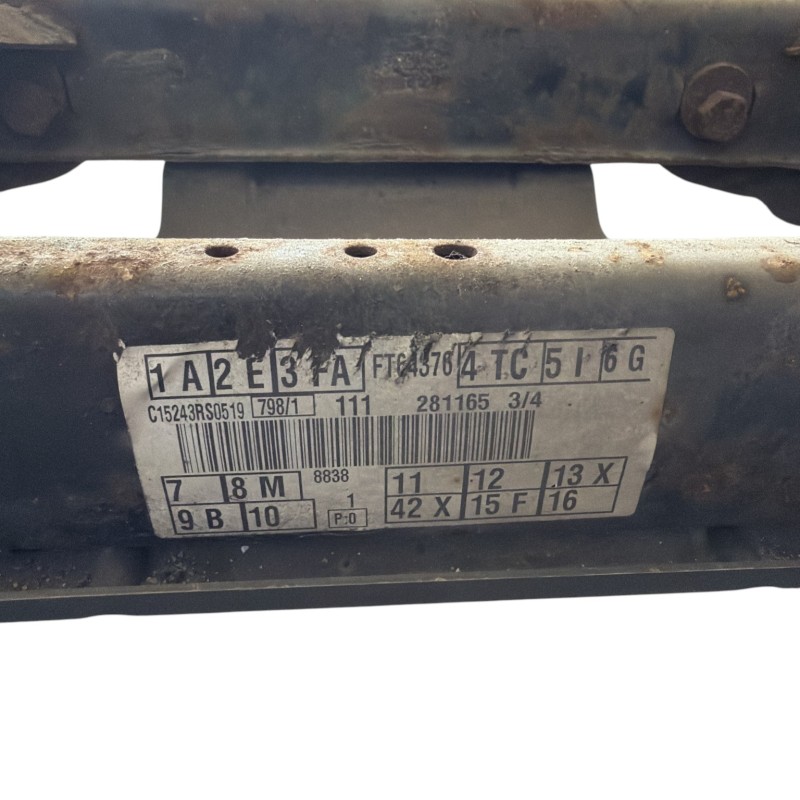 1 A 2 E 3 FA FT64376 4 TC 5 I 6 G
C15243RS0519 798/1 111 281165 3/4
7 8 M 8838 11 12 13 X
9 B 10 1 P:0 42 X 15 F 16